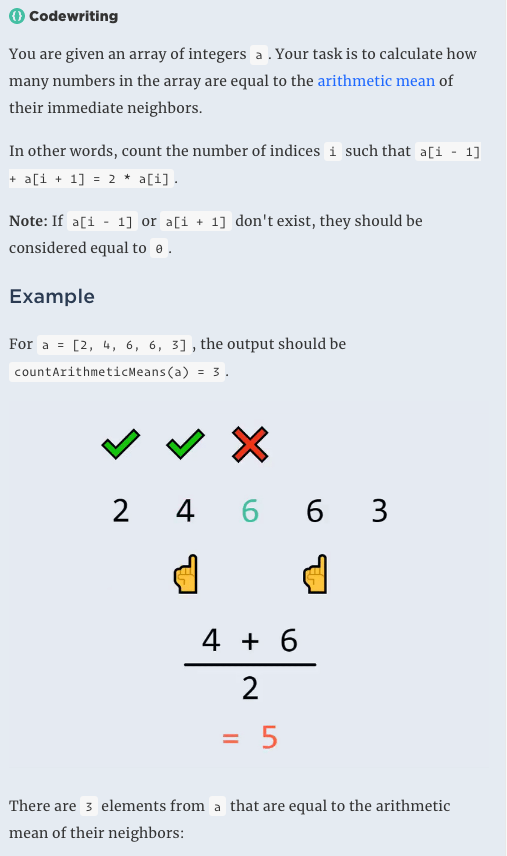 Codewriting
You are given an array of integers a. Your task is to calculate how
many numbers in the array are equal to the arithmetic mean of
their immediate neighbors.
In other words, count the number of indices i such that a[i - 1]
+ a[i + 1] = 2 * a[i].
Note: If a[i - 1] or a[i + 1] don't exist, they should be
considered equal to 0.
Example
For a = [2, 4, 6, 6, 3], the output should be
countArithmeticMeans(a) = 3.
2 4 6 6 3
4 + 6
2
= 5
There are 3 elements from a that are equal to the arithmetic
mean of their neighbors: